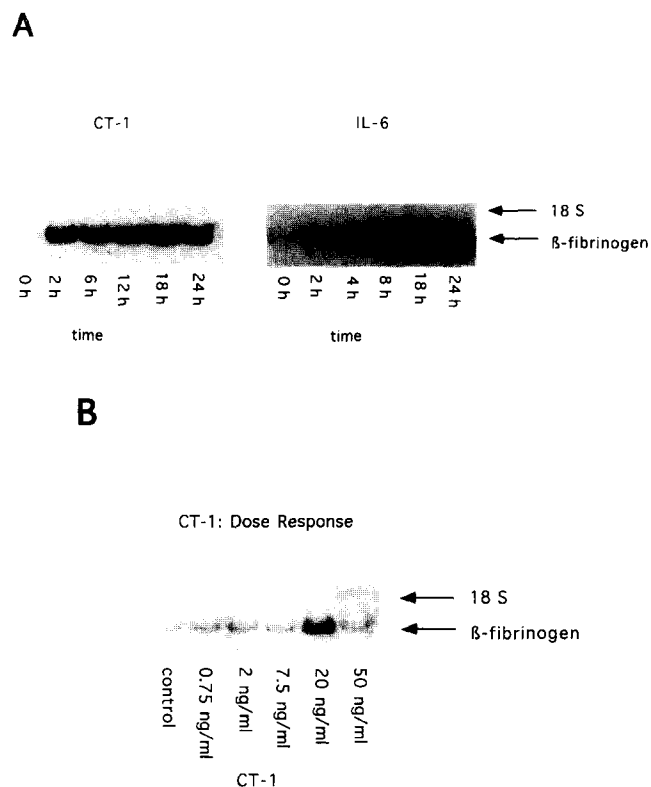 A
CT-1
IL-6
18 S
ß-fibrinogen
0 h
2 h
6 h
12 h
18 h
24 h
0 h
2 h
4 h
8 h
18 h
24 h
time
time
B
CT-1: Dose Response
18 S
ß-fibrinogen
control
0.75 ng/ml
2 ng/ml
7.5 ng/ml
20 ng/ml
50 ng/ml
CT-1